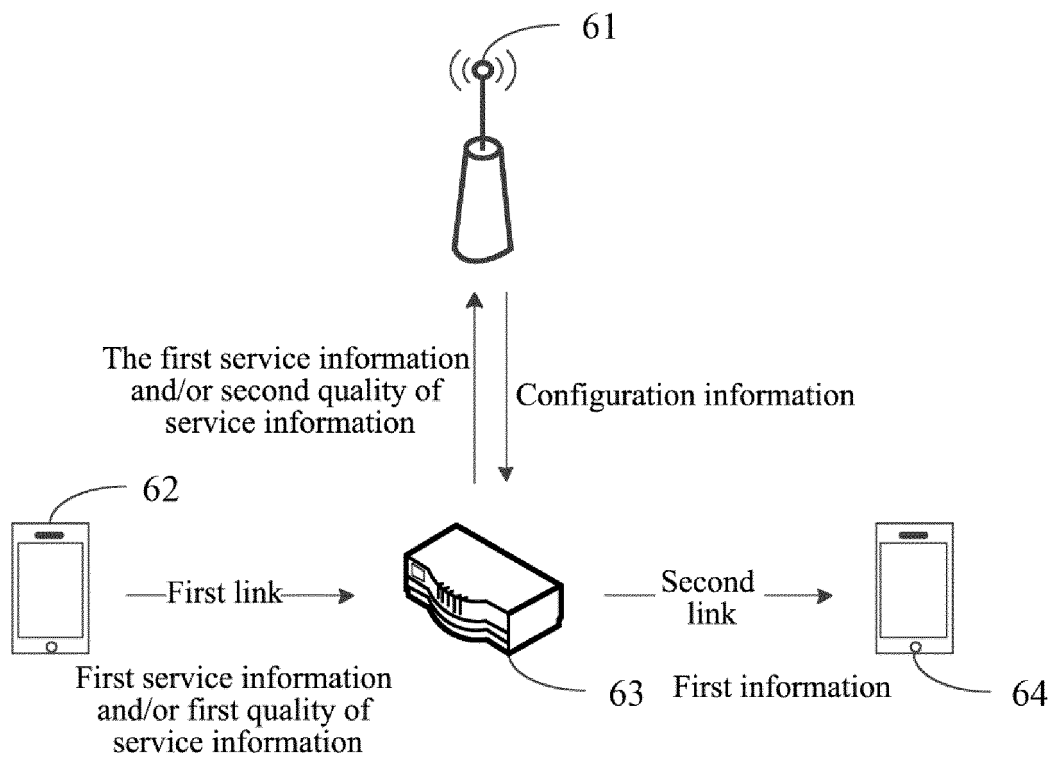 61
The first service information
and/or second quality of
service information
Configuration information
62
First link
Second
link
First service information
and/or first quality of
service information
63
First information
64